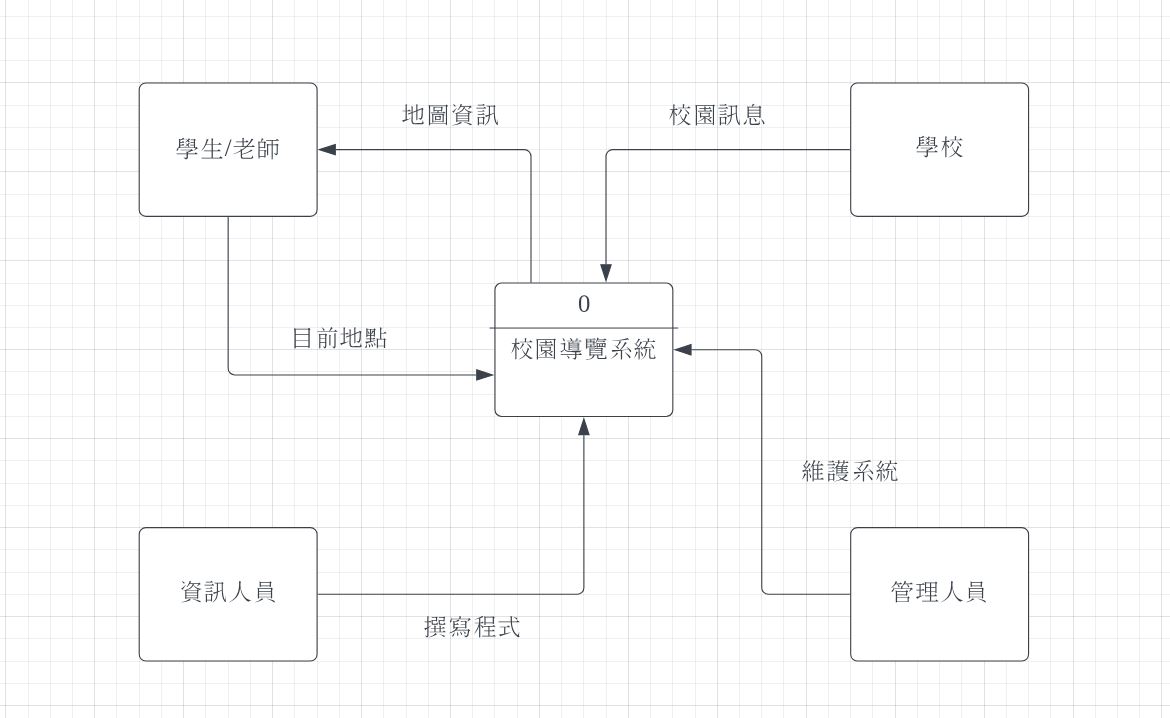 地圖資訊
校園訊息
學生/老師
學校
0
校園導覽系統
目前地點
維護系統
資訊人員
管理人員
撰寫程式